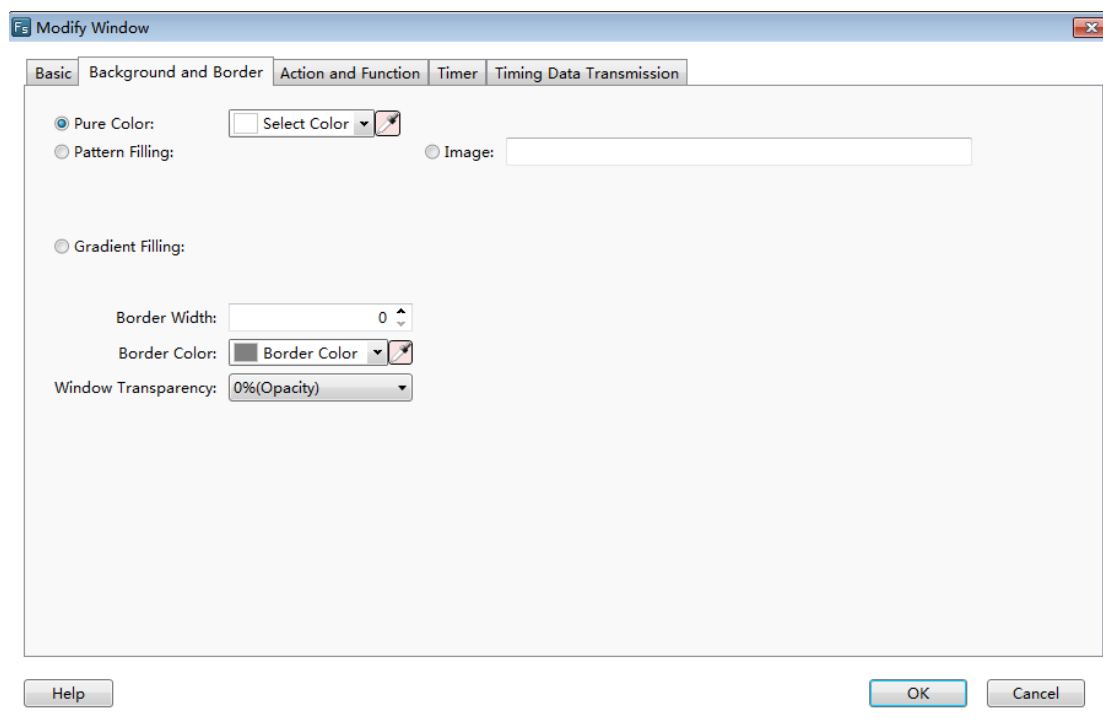 Fs Modify Window
Basic Background and Border Action and Function Timer Timing Data Transmission
Pure Color: Select Color
Pattern Filling: Image:
Gradient Filling:
Border Width: 0
Border Color: Border Color
Window Transparency: 0%(Opacity)
Help OK Cancel